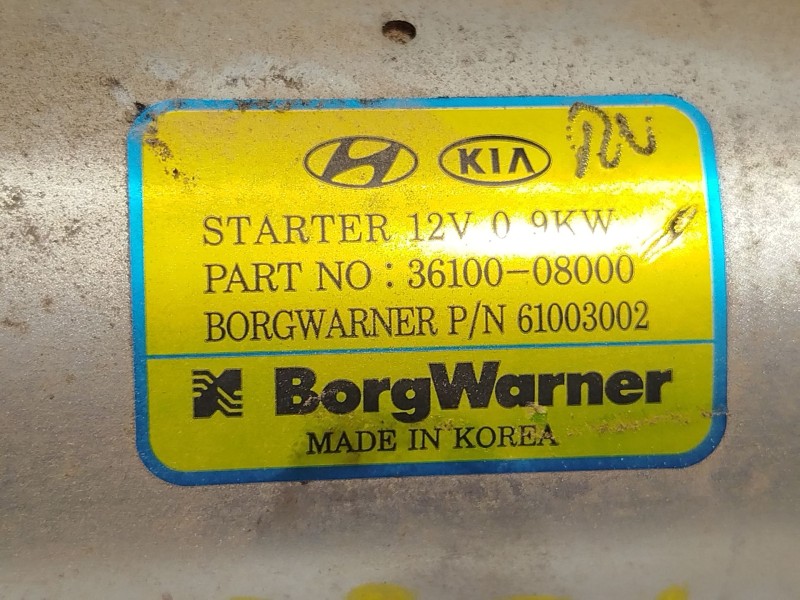 KIA
STARTER 12V 0 9KW
PART NO : 36100-08000
BORGWARNER P/N 61003002
BorgWarner
MADE IN KOREA